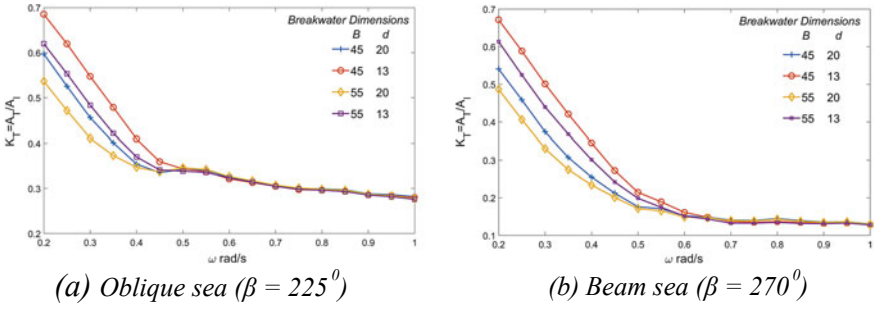 Breakwater Dimensions
B d
45 20
45 13
55 20
55 13
K_T=A_T/A_I
0.7
0.6
0.5
0.4
0.3
0.2
0.2 0.3 0.4 0.5 0.6 0.7 0.8 0.9 1
ω rad/s
(a) Oblique sea (β = 225⁰)
Breakwater Dimensions
B d
45 20
45 13
55 20
55 13
K_T=A_T/A_I
0.7
0.6
0.5
0.4
0.3
0.2
0.1
0.2 0.3 0.4 0.5 0.6 0.7 0.8 0.9 1
ω rad/s
(b) Beam sea (β = 270⁰)